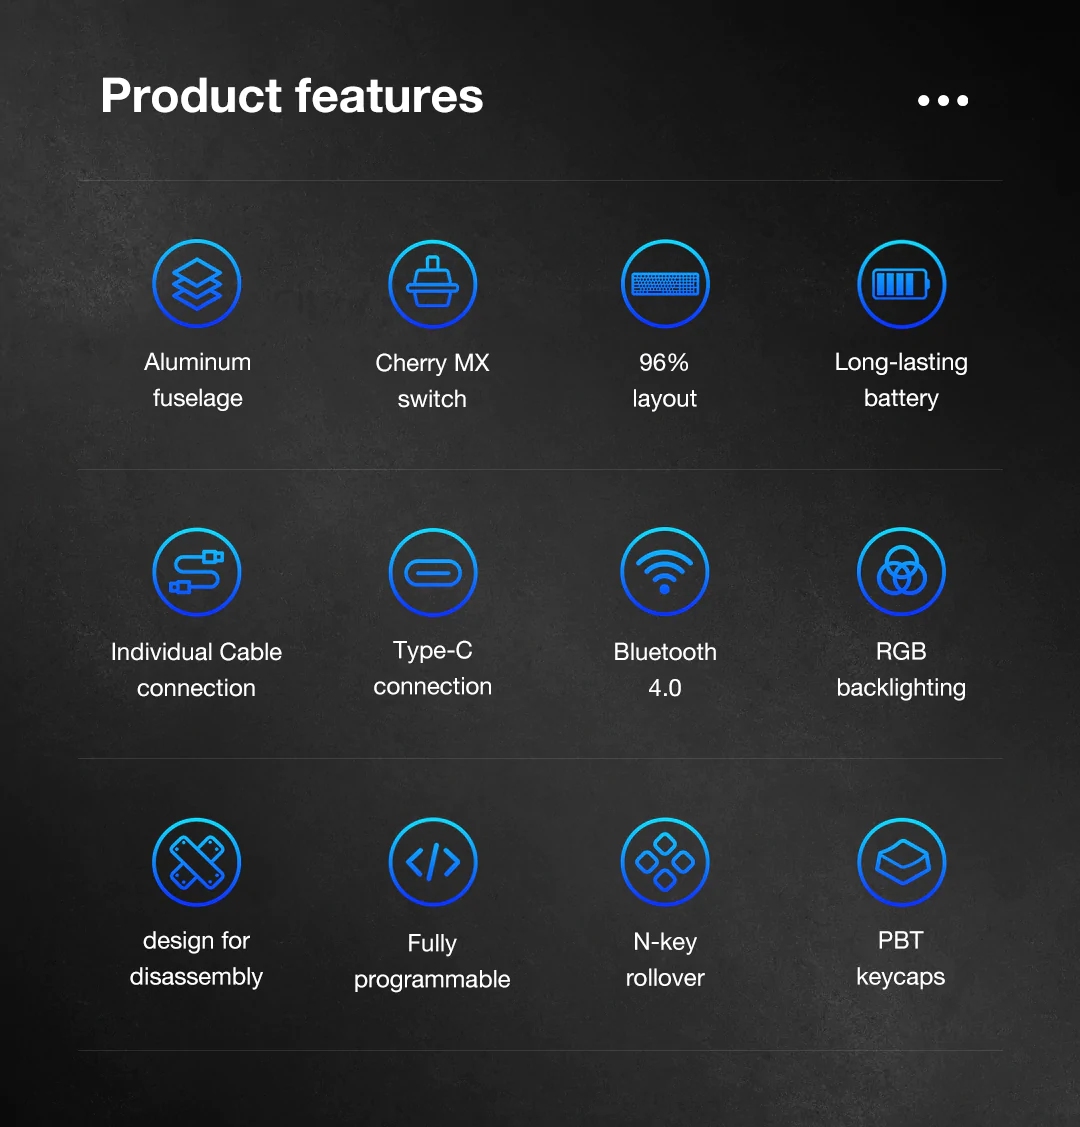 Product features
Aluminum
fuselage
Cherry MX
switch
96%
layout
Long-lasting
battery
Individual Cable
connection
Type-C
connection
Bluetooth
4.0
RGB
backlighting
design for
disassembly
Fully
programmable
N-key
rollover
PBT
keycaps